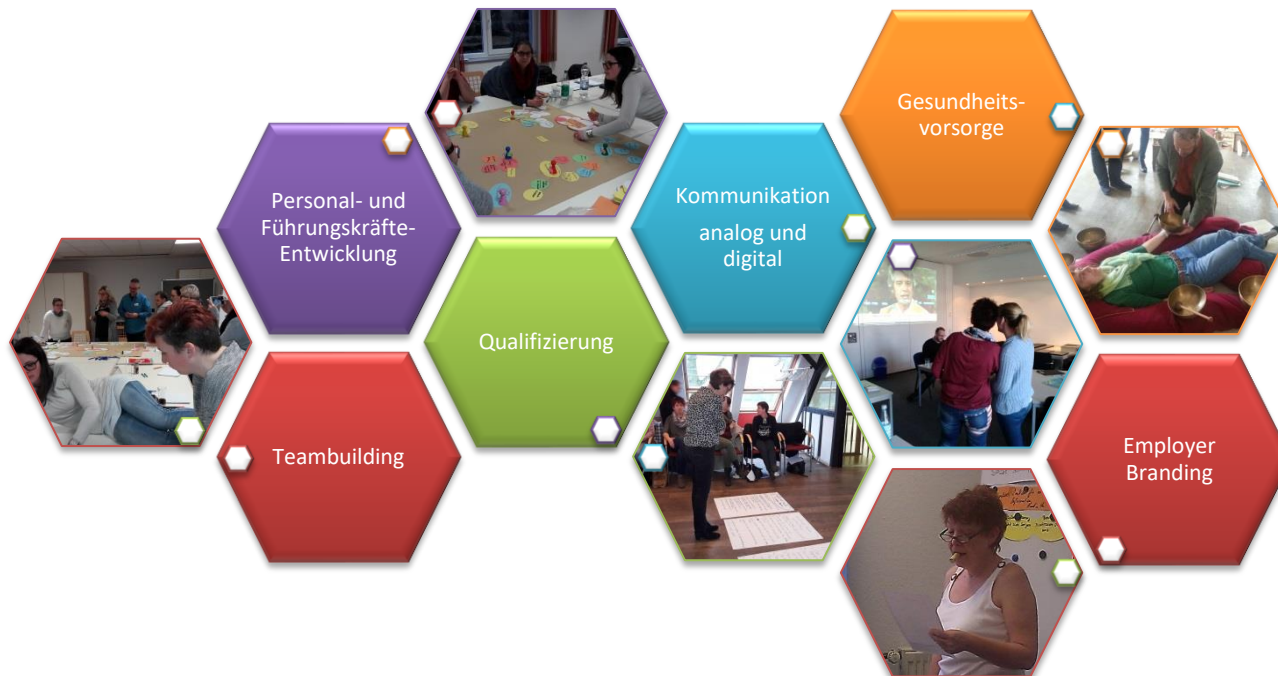 Personal- und
Führungskräfte-
Entwicklung
Teambuilding
Qualifizierung
Kommunikation
analog und
digital
Gesundheits-
vorsorge
Employer
Branding